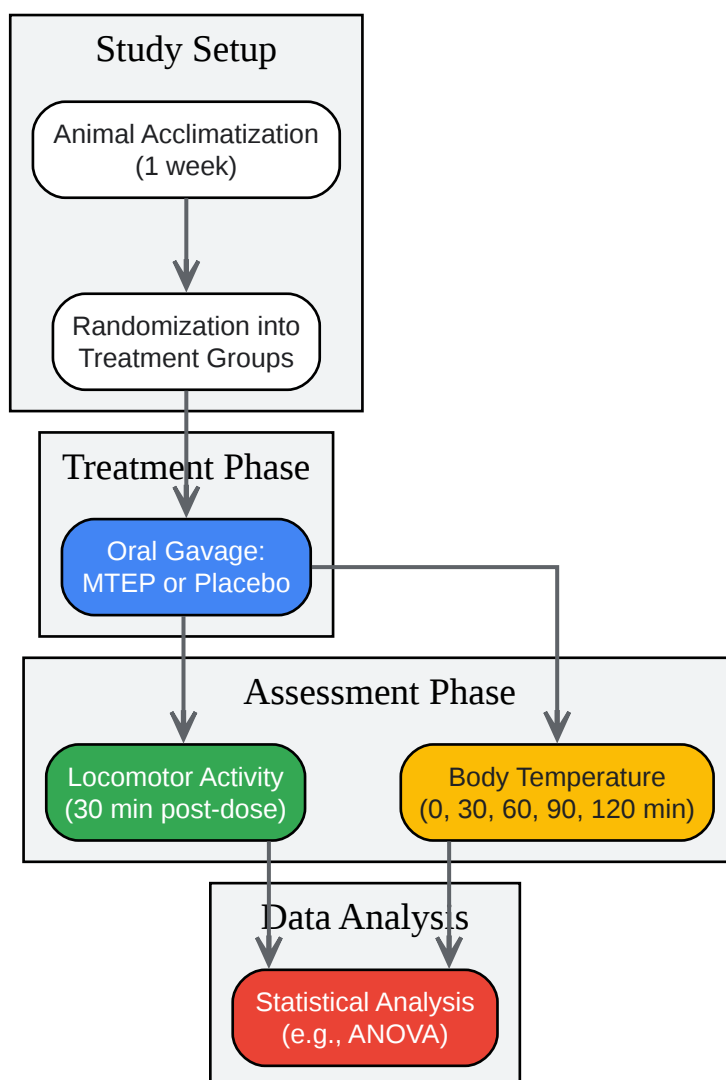 Study Setup
Animal Acclimatization
(1 week)
Randomization into
Treatment Groups
Treatment Phase
Oral Gavage:
MTEP or Placebo
Assessment Phase
Locomotor Activity
(30 min post-dose)
Body Temperature
(0, 30, 60, 90, 120 min)
Data Analysis
Statistical Analysis
(e.g., ANOVA)